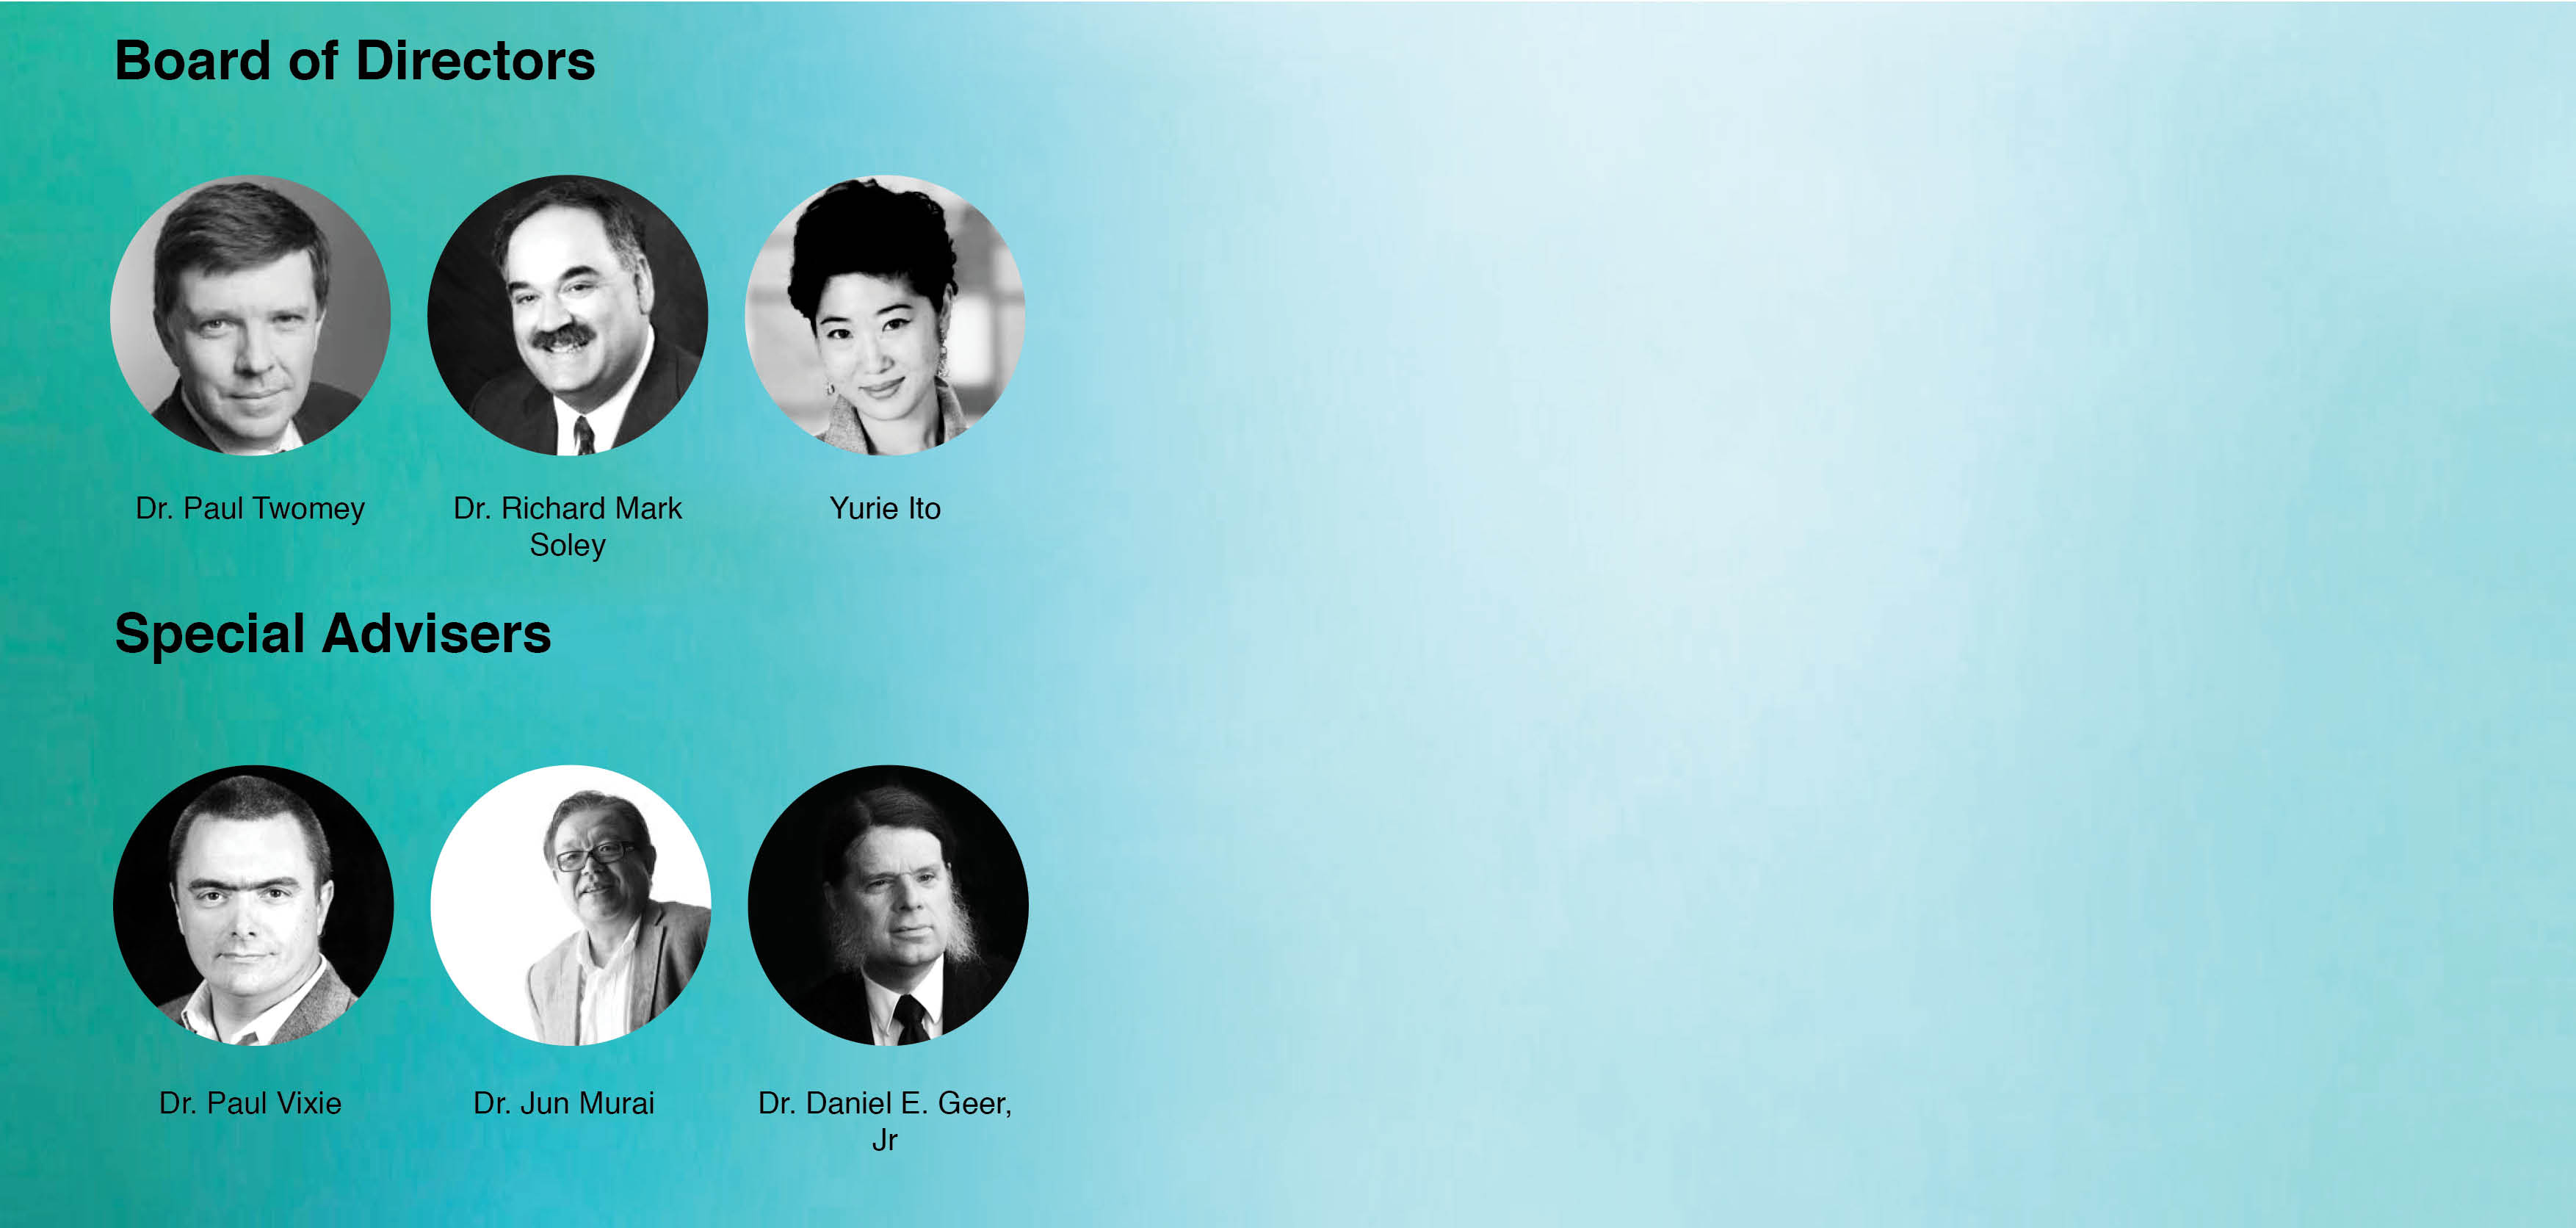 Board of Directors
Dr. Paul Twomey
Dr. Richard Mark
Soley
Yurie Ito
Special Advisers
Dr. Paul Vixie
Dr. Jun Murai
Dr. Daniel E. Geer,
Jr